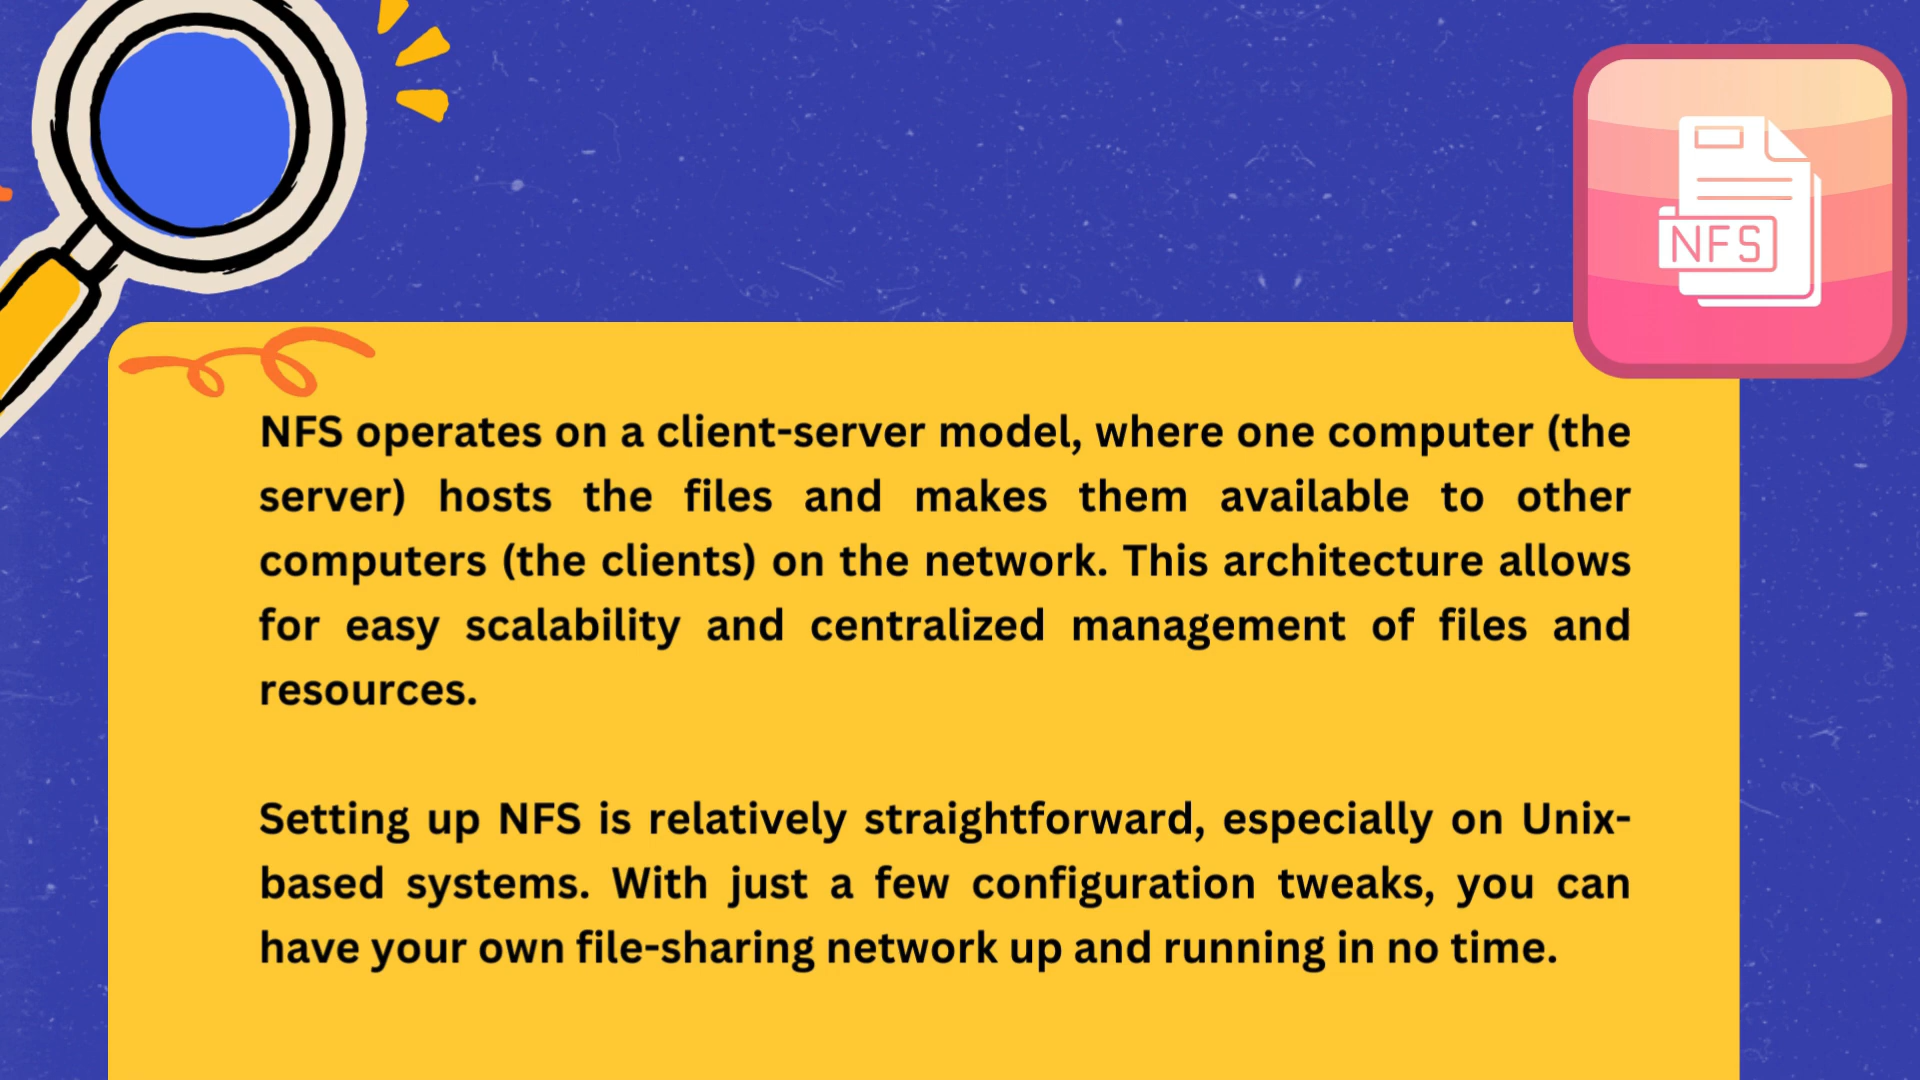 NFS
NFS operates on a client-server model, where one computer (the
server) hosts the files and makes them available to other
computers (the clients) on the network. This architecture allows
for easy scalability and centralized management of files and
resources.
Setting up NFS is relatively straightforward, especially on Unix-
based systems. With just a few configuration tweaks, you can
have your own file-sharing network up and running in no time.